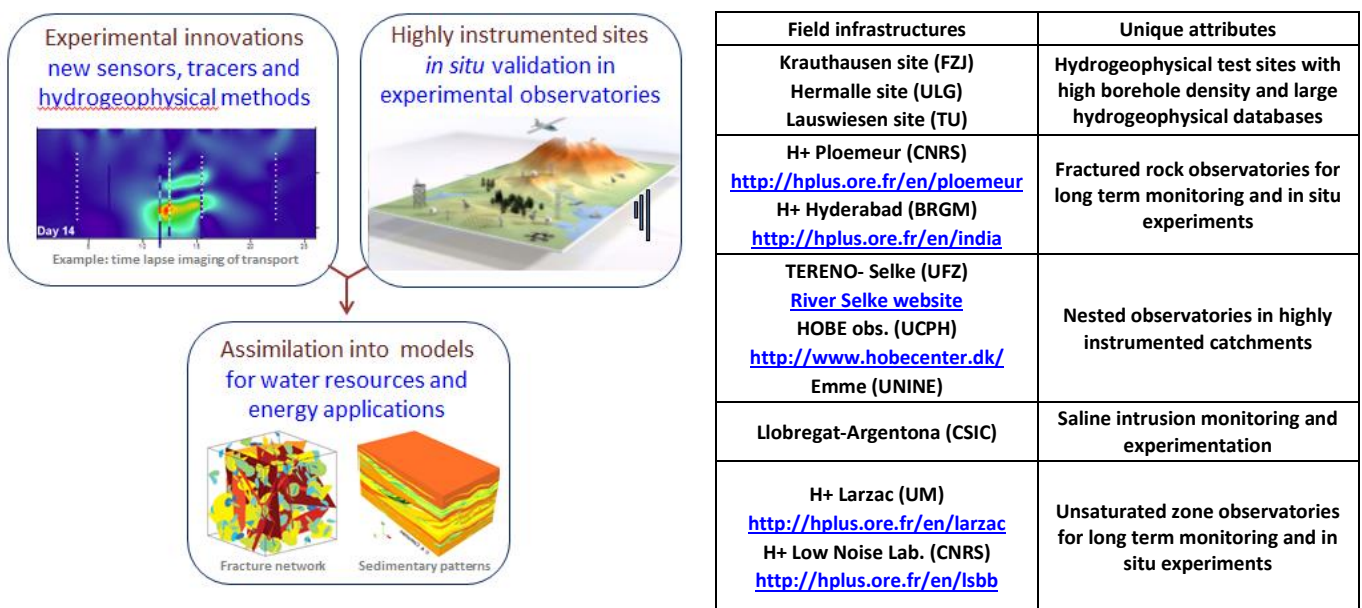 Experimental innovations
new sensors, tracers and
hydrogeophysical methods
Day 14
5 10 15 20 25
Example: time lapse imaging of transport
Highly instrumented sites
in situ validation in
experimental observatories
Assimilation into models
for water resources and
energy applications
Fracture network
Sedimentary patterns
Field infrastructures
Unique attributes
Krauthausen site (FZJ)
Hermalle site (ULG)
Lauswiesen site (TU)
Hydrogeophysical test sites with
high borehole density and large
hydrogeophysical databases
H+ Ploemeur (CNRS)
http://hplus.ore.fr/en/ploemeur
H+ Hyderabad (BRGM)
http://hplus.ore.fr/en/india
Fractured rock observatories for
long term monitoring and in situ
experiments
TERENO- Selke (UFZ)
River Selke website
HOBE obs. (UCPH)
http://www.hobecenter.dk/
Emme (UNINE)
Nested observatories in highly
instrumented catchments
Llobregat-Argentona (CSIC)
Saline intrusion monitoring and
experimentation
H+ Larzac (UM)
http://hplus.ore.fr/en/larzac
H+ Low Noise Lab. (CNRS)
http://hplus.ore.fr/en/lsbb
Unsaturated zone observatories
for long term monitoring and in
situ experiments